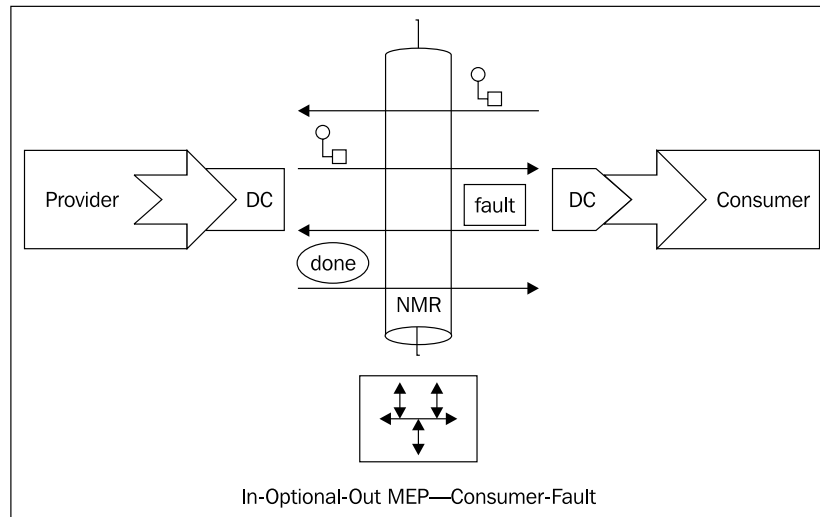 Provider
DC
fault
DC
Consumer
done
NMR
In-Optional-Out MEP—Consumer-Fault